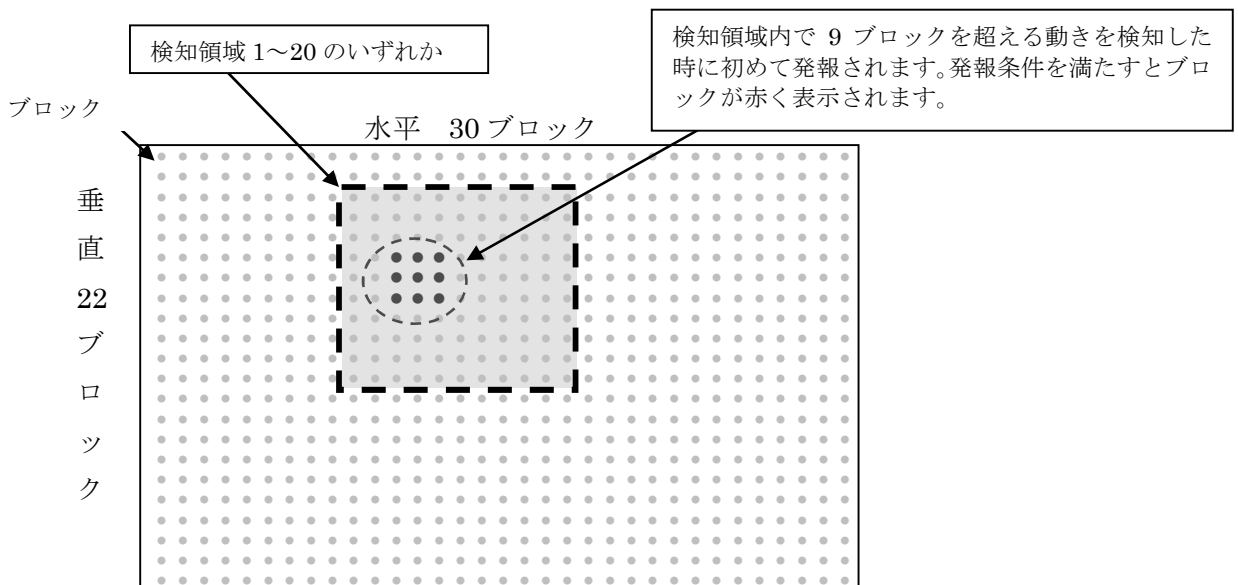 検知領域 1～20 のいずれか
検知領域内で 9 ブロックを超える動きを検知した
時に初めて発報されます。発報条件を満たすとブロ
ックが赤く表示されます。
ブロック
水平 30 ブロック
垂
直
22
ブ
ロ
ッ
ク